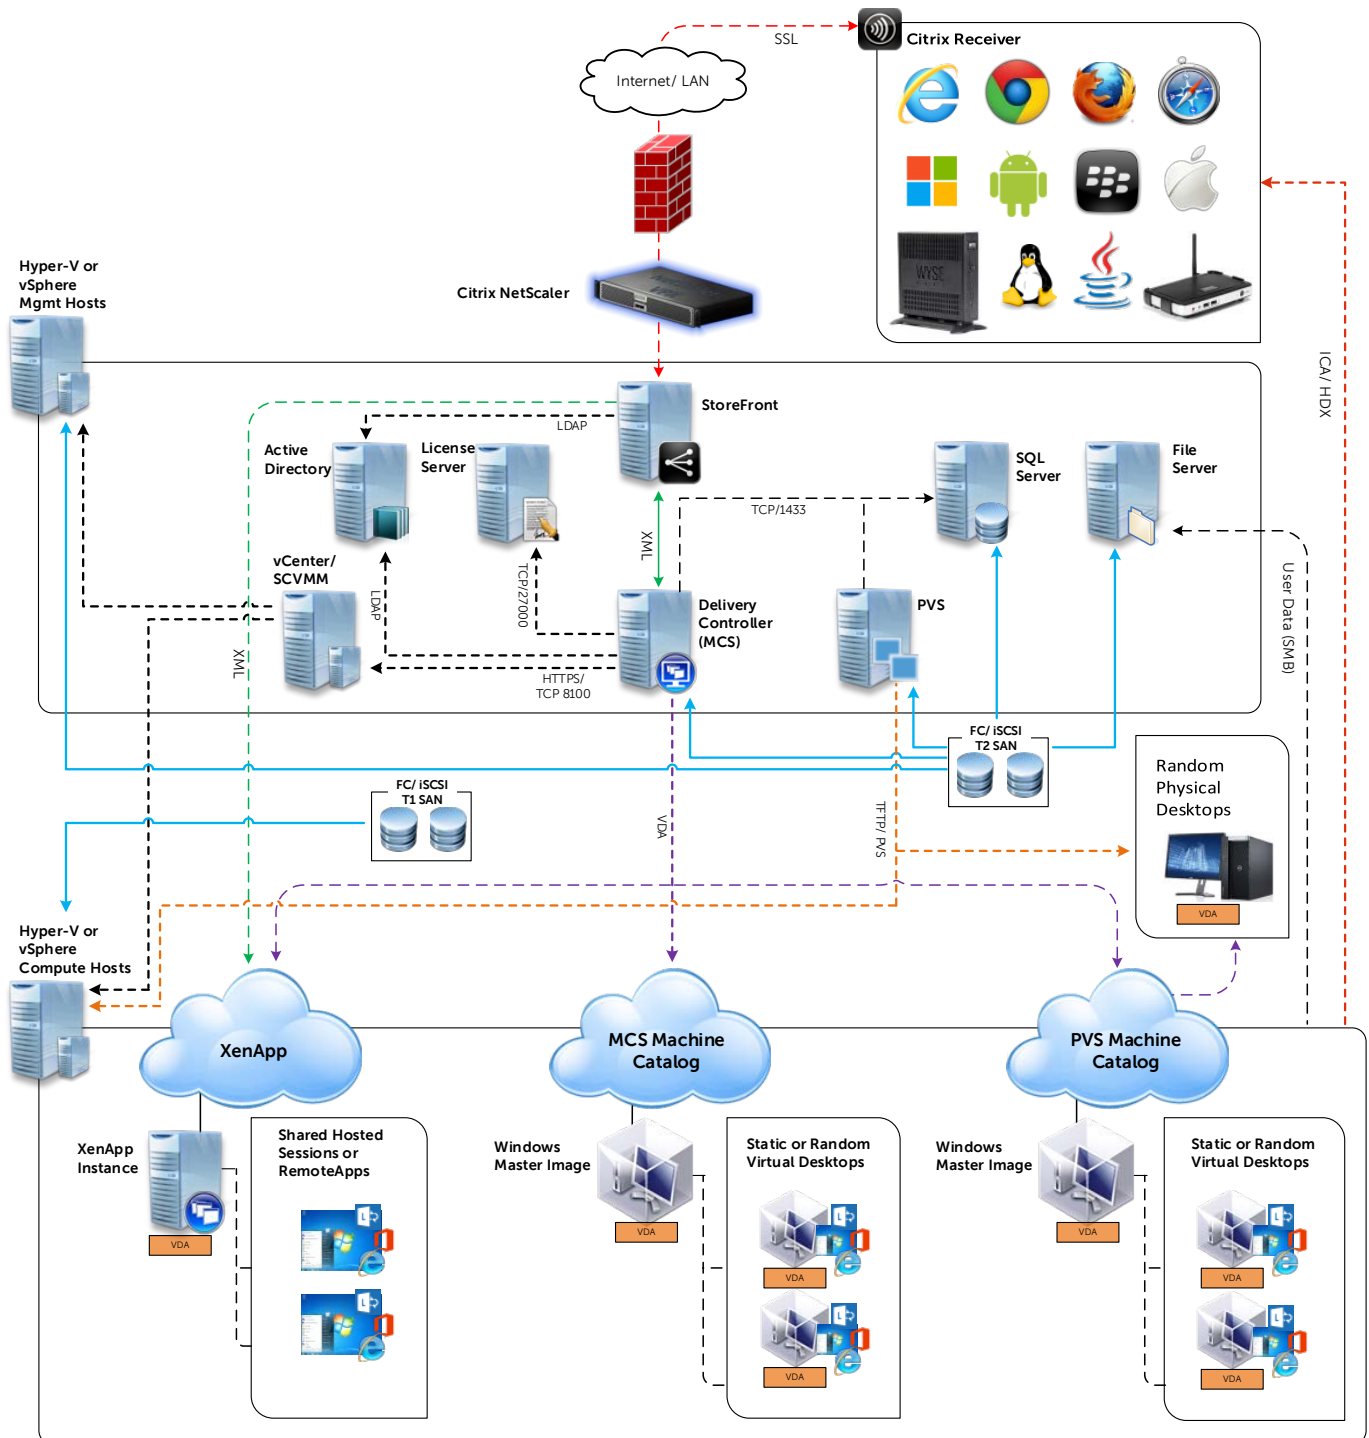 SSL
Citrix Receiver
Internet/ LAN
WYSE
Citrix NetScaler
Hyper-V or
vSphere
Mgmt Hosts
ICA/ HDX
StoreFront
LDAP
Active
Directory
License
Server
SQL
Server
File
Server
TCP/1433
XML
TCP/27000
vCenter/
SCVMM
LDAP
Delivery
Controller
(MCS)
PVS
User Data (SMB)
XML
HTTPS/
TCP 8100
FC/ iSCSI
T2 SAN
Random
Physical
Desktops
FC/ iSCSI
T1 SAN
VDA
TFTP/ PVS
VDA
Hyper-V or
vSphere
Compute Hosts
XenApp
MCS Machine
Catalog
PVS Machine
Catalog
XenApp
Instance
VDA
Shared Hosted
Sessions or
RemoteApps
Windows
Master Image
VDA
Static or Random
Virtual Desktops
VDA
VDA
Windows
Master Image
VDA
Static or Random
Virtual Desktops
VDA
VDA